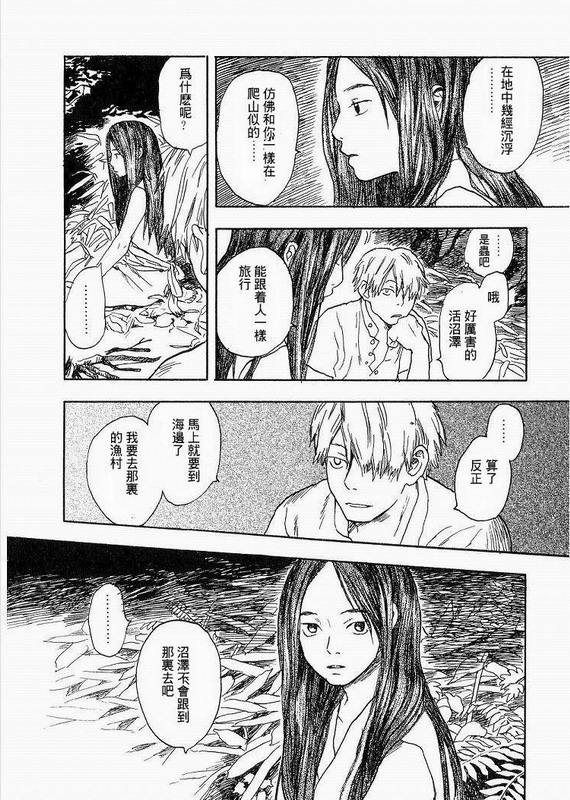 在地中幾經沉浮
…………
仿佛和你一樣在
爬山似的……
爲什麼呢?
………
………
是蟲吧
哦
好厲害的
活沼澤
能跟着人一樣
旅行
………
算了
反正
馬上就要到
海邊了
我要去那裏
的漁村
………
沼澤不會跟到
那裏去吧